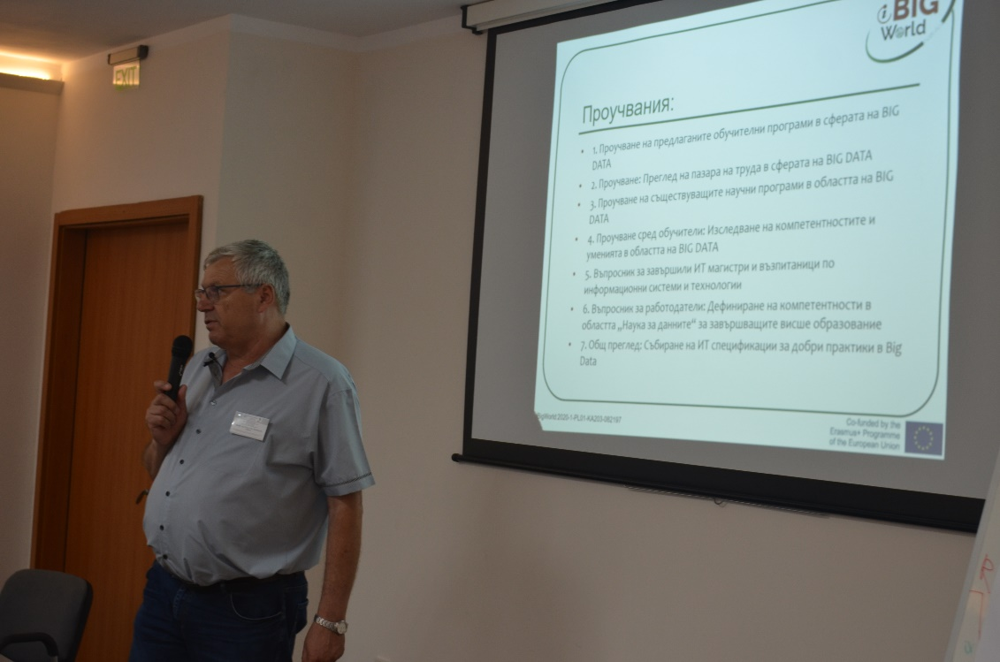 EXIT
iBIG
World
Проучвания:
• 1. Проучване на предлаганите обучителни програми в сферата на BIG
DATA
• 2. Проучване: Преглед на пазара на труда в сферата на BIG DATA
• 3. Проучване на съществуващите научни програми в областта на BIG
DATA
• 4. Проучване сред обучители: Изследване на компетентностите и
уменията в областта на BIG DATA
• 5. Въпросник за завършили ИТ магистри и възпитаници по
информационни системи и технологии
• 6. Въпросник за работодатели: Дефиниране на компетентности в
областта „Наука за данните“ за завършващите висше образование
• 7. Общ преглед: Събиране на ИТ спецификации за добри практики в Big
Data
iBigWorld:2020-1-PL01-KA203-082197
Co-funded by the
Erasmus+ Programme
of the European Union